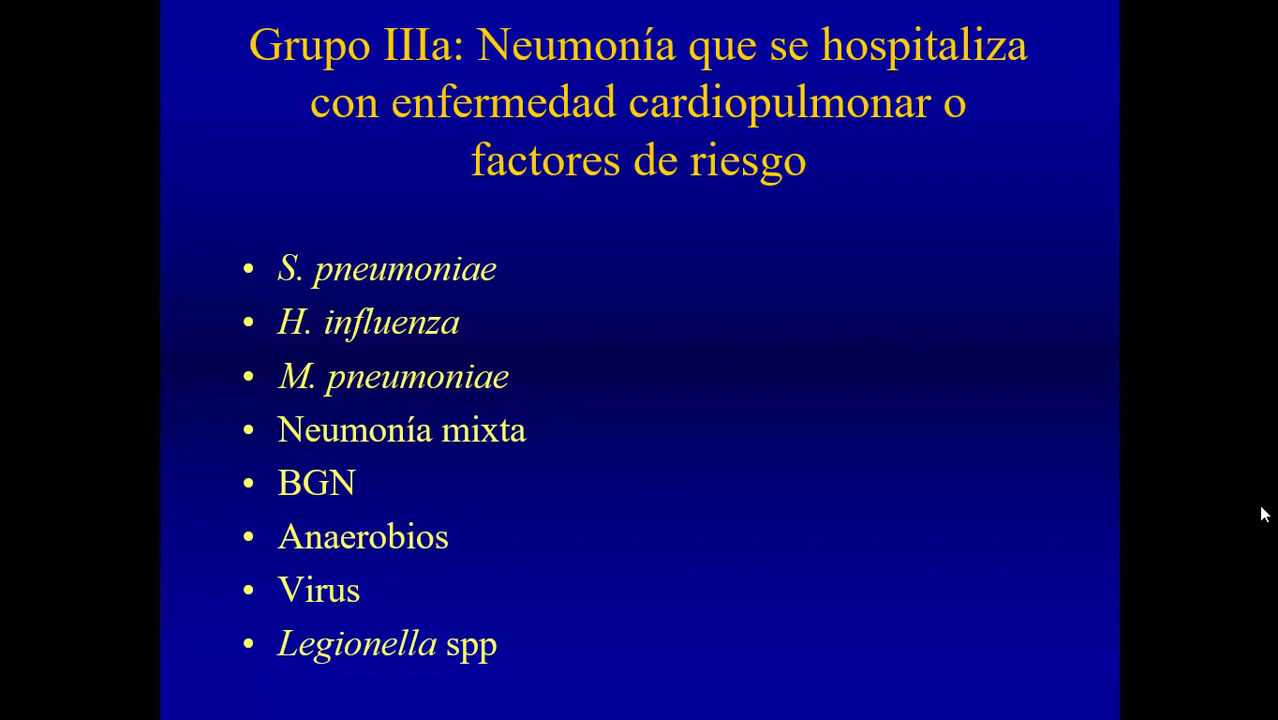 Grupo IIIa: Neumonía que se hospitaliza
con enfermedad cardiopulmonar o
factores de riesgo
• S. pneumoniae
• H. influenza
• M. pneumoniae
• Neumonía mixta
• BGN
• Anaerobios
• Virus
• Legionella spp